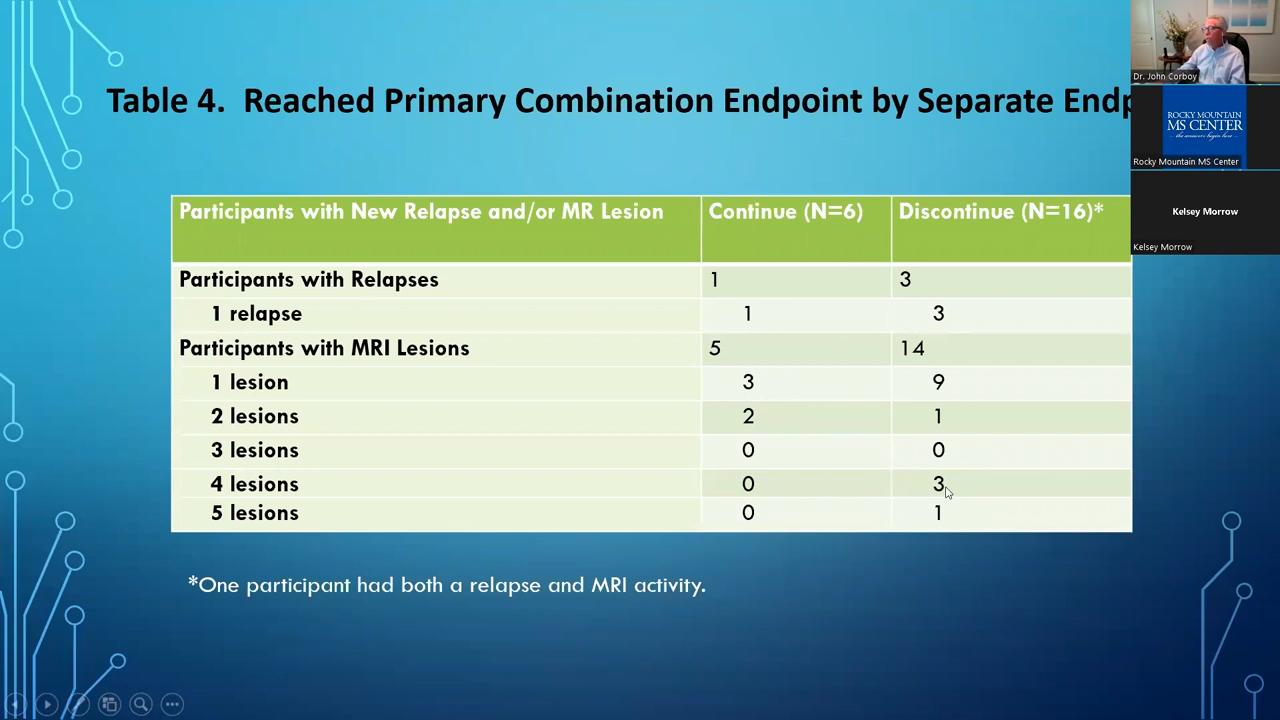 Table 4.  Reached Primary Combination Endpoint by Separate Endp
Dr. John Corboy
ROCKY MOUNTAIN
MS CENTER
the answers begin here
Rocky Mountain MS Center
Kelsey Morrow
Kelsey Morrow
Participants with New Relapse and/or MR Lesion Continue (N=6) Discontinue (N=16)*
Participants with Relapses 1 3
1 relapse 1 3
Participants with MRI Lesions 5 14
1 lesion 3 9
2 lesions 2 1
3 lesions 0 0
4 lesions 0 3
5 lesions 0 1
*One participant had both a relapse and MRI activity.